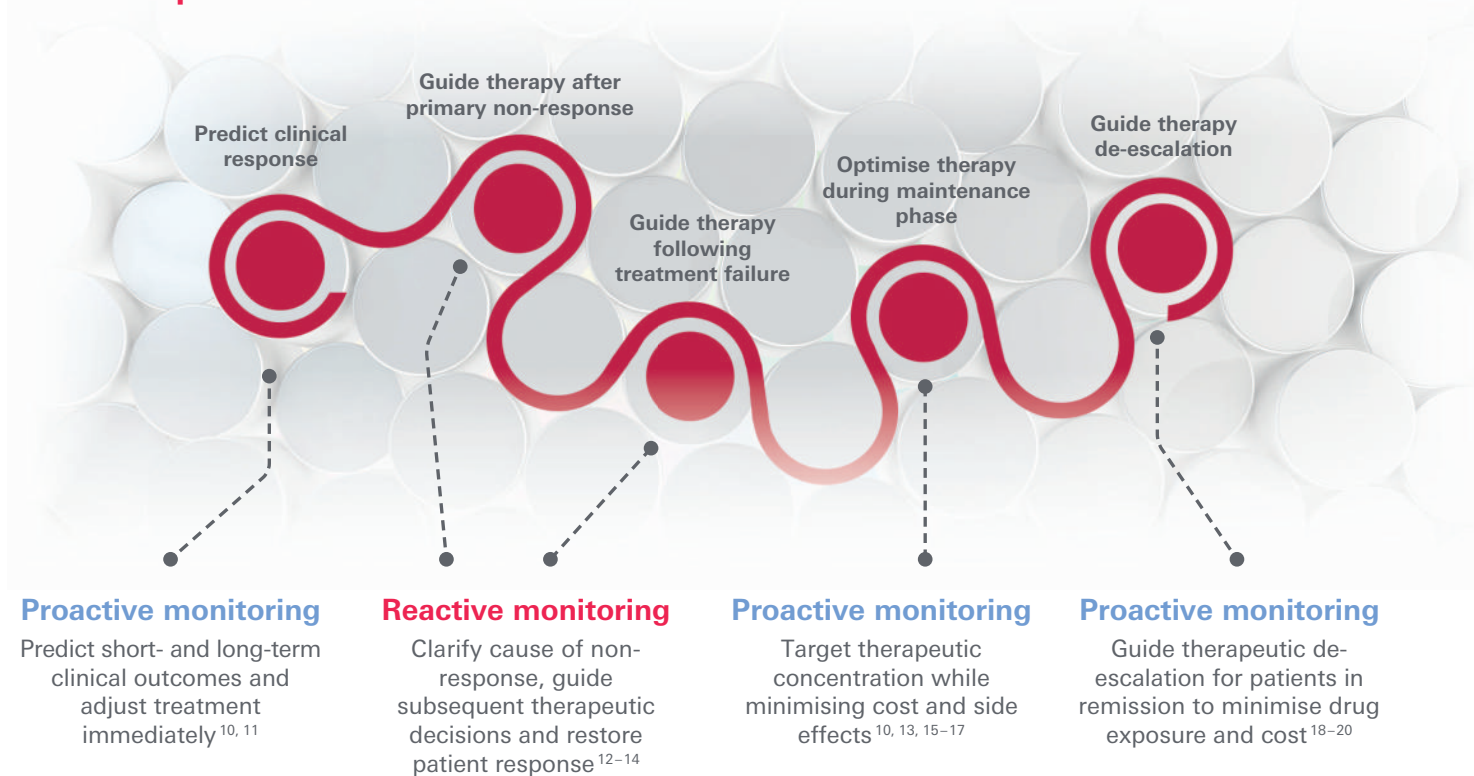 Predict clinical
response
Guide therapy after
primary non-response
Guide therapy
following
treatment failure
Optimise therapy
during maintenance
phase
Guide therapy
de-escalation
Proactive monitoring
Predict short- and long-term
clinical outcomes and
adjust treatment
immediately 10, 11
Reactive monitoring
Clarify cause of non-
response, guide
subsequent therapeutic
decisions and restore
patient response 12–14
Proactive monitoring
Target therapeutic
concentration while
minimising cost and side
effects 10, 13, 15–17
Proactive monitoring
Guide therapeutic de-
escalation for patients in
remission to minimise drug
exposure and cost 18–20